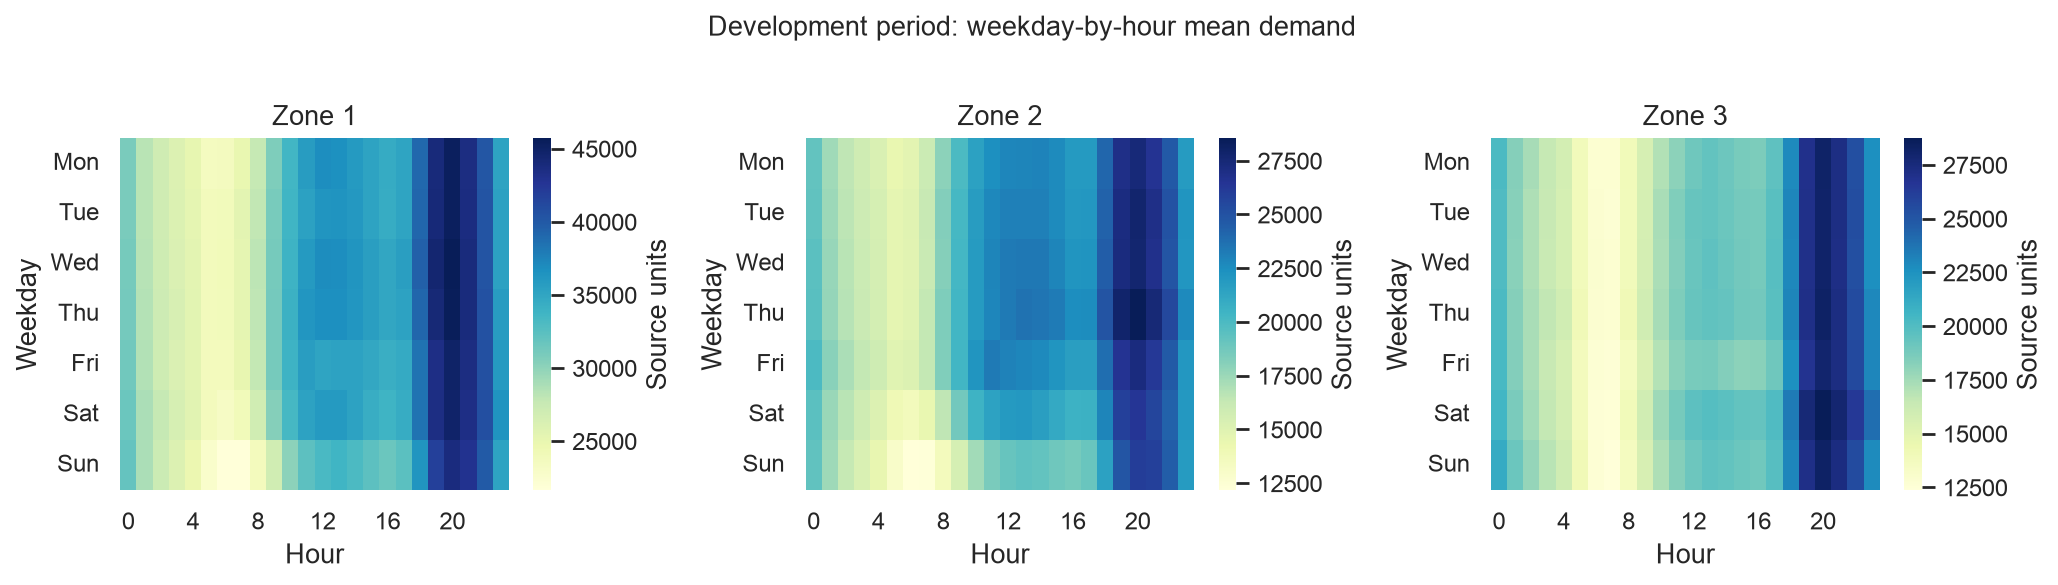 Development period: weekday-by-hour mean demand
Zone 1
Mon
Tue
Wed
Thu
Fri
Sat
Sun
Weekday
0 4 8 12 16 20
Hour
45000
40000
35000
30000
25000
Source units
Zone 2
Mon
Tue
Wed
Thu
Fri
Sat
Sun
Weekday
0 4 8 12 16 20
Hour
27500
25000
22500
20000
17500
15000
12500
Source units
Zone 3
Mon
Tue
Wed
Thu
Fri
Sat
Sun
Weekday
0 4 8 12 16 20
Hour
27500
25000
22500
20000
17500
15000
12500
Source units